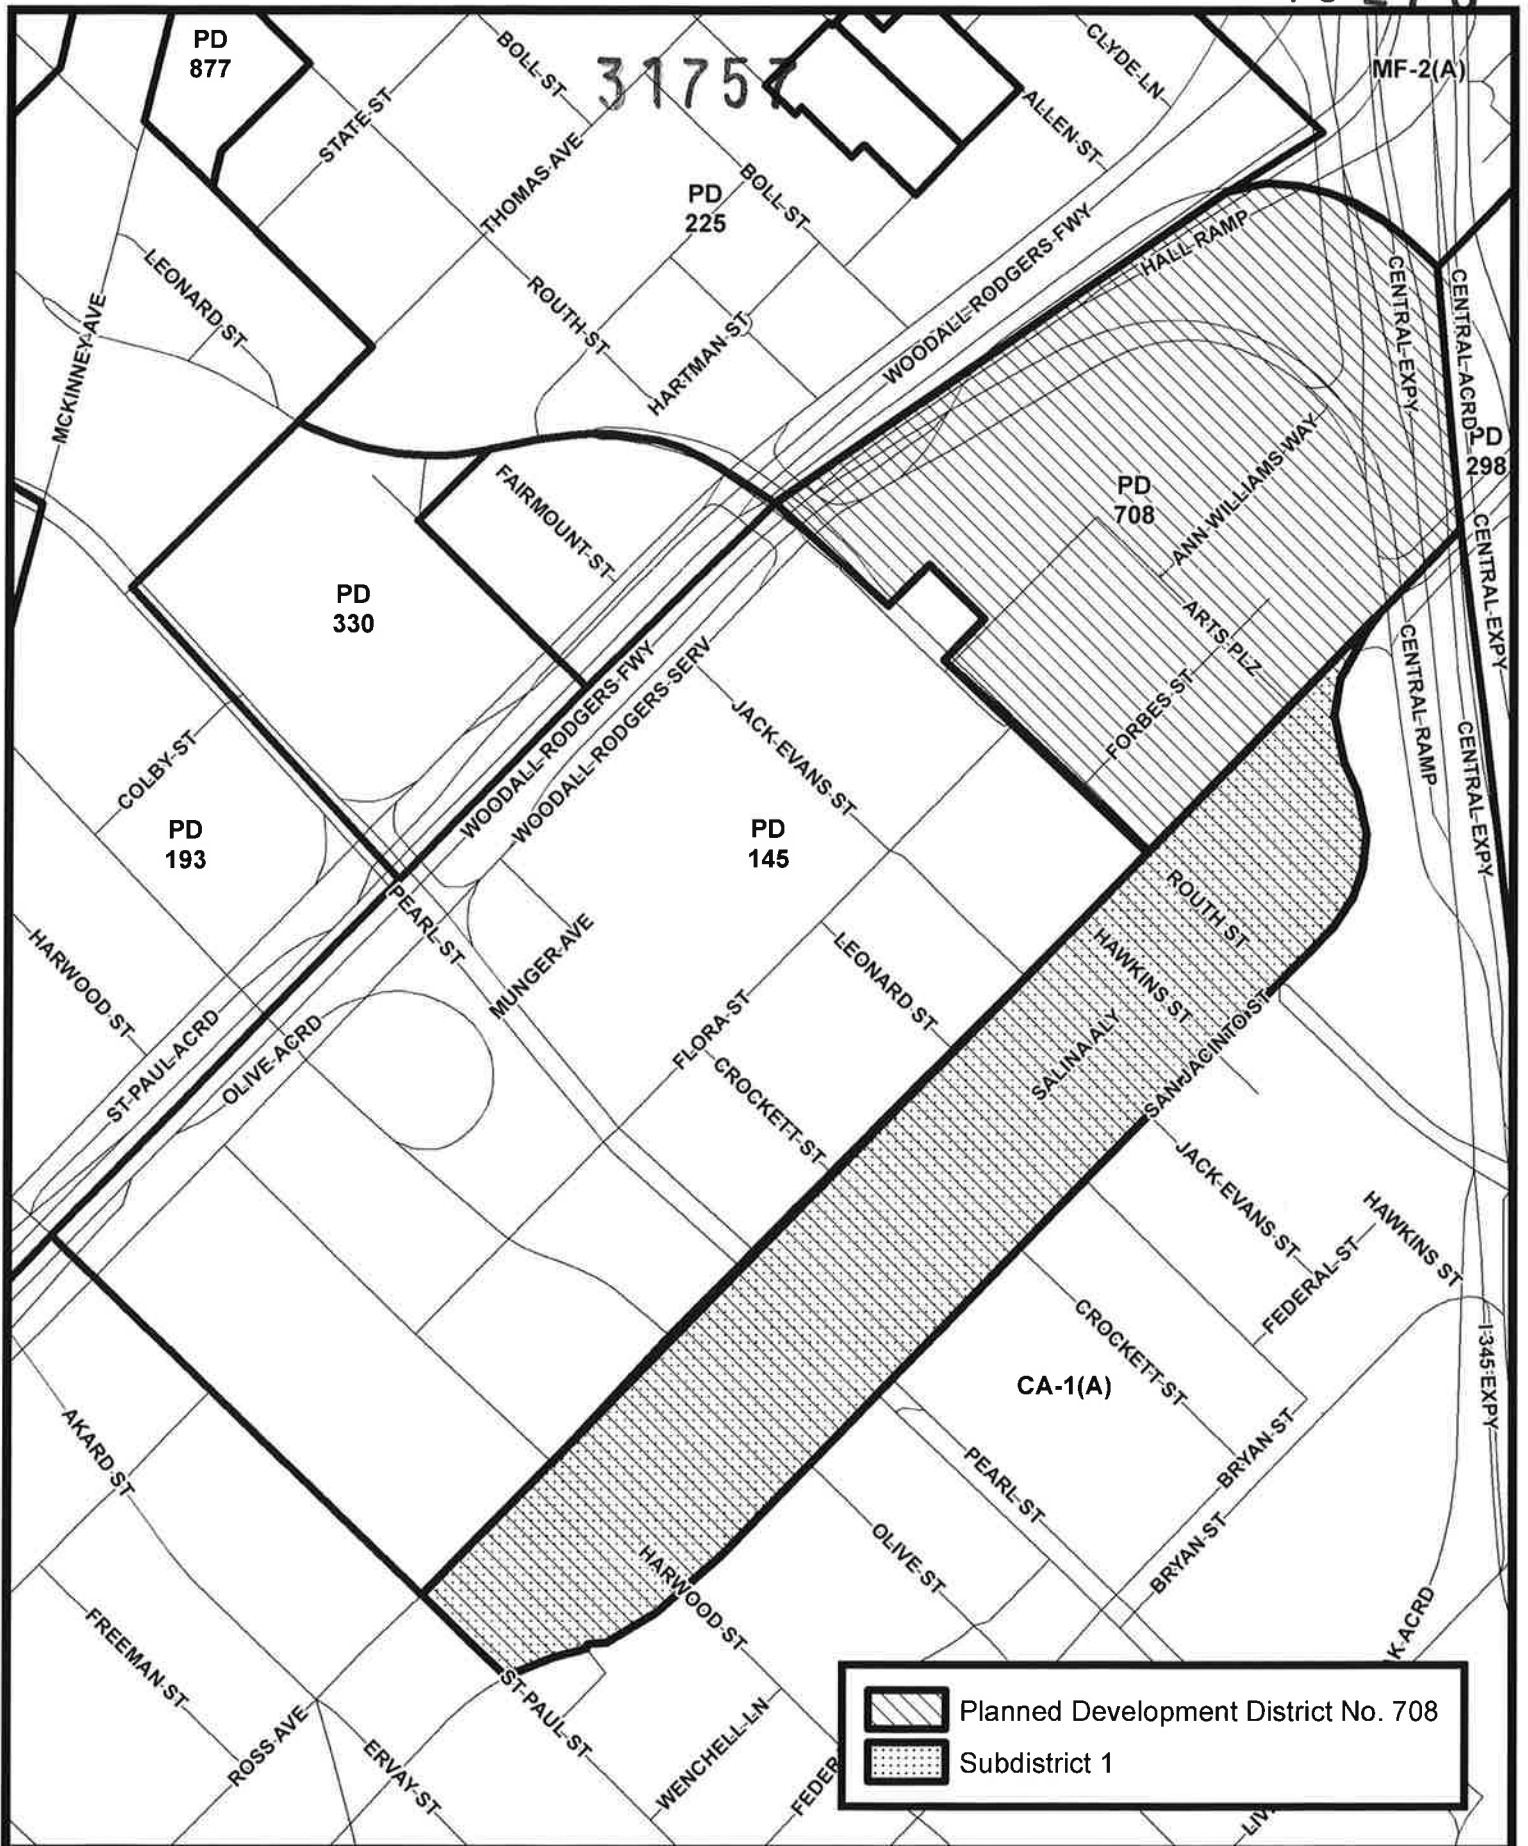 PD
877
BOLL ST
31757
CLYDE LN
MF-2(A)
STATE ST
THOMAS AVE
ALLEN ST
PD
225
BOLL ST
WOODALL RODGERS FWY
HALL RAMP
LEONARD ST
MCKINNEY AVE
ROUTH ST
HARTMAN ST
CENTRAL EXPY
CENTRAL ACRD
PD
298
FAIRMOUNT ST
PD
708
ANN WILLIAMS WAY
CENTRAL EXPY
PD
330
ARTS PLZ
FORBES ST
CENTRAL RAMP
CENTRAL EXPY
WOODALL RODGERS FWY
WOODALL RODGERS SERV
JACK EVANS ST
COLBY ST
PD
193
PD
145
PEARL ST
MUNGER AVE
ROUTH ST
HAWKINS ST
HARWOOD ST
LEONARD ST
SALINA ALY
SAN JACINTO ST
ST PAUL ACRD
OLIVE ACRD
FLORA ST
CROCKETT ST
JACK EVANS ST
HAWKINS ST
FEDERAL ST
CROCKETT ST
I 345 EXPY
CA-1(A)
AKARD ST
PEARL ST
BRYAN ST
BRYAN ST
OLIVE ST
HARWOOD ST
FREEMAN ST
ST PAUL ST
ROSS AVE
ERVAY ST
WENCHELL LN
FEDER
K ACRD
Planned Development District No. 708
Subdistrict 1